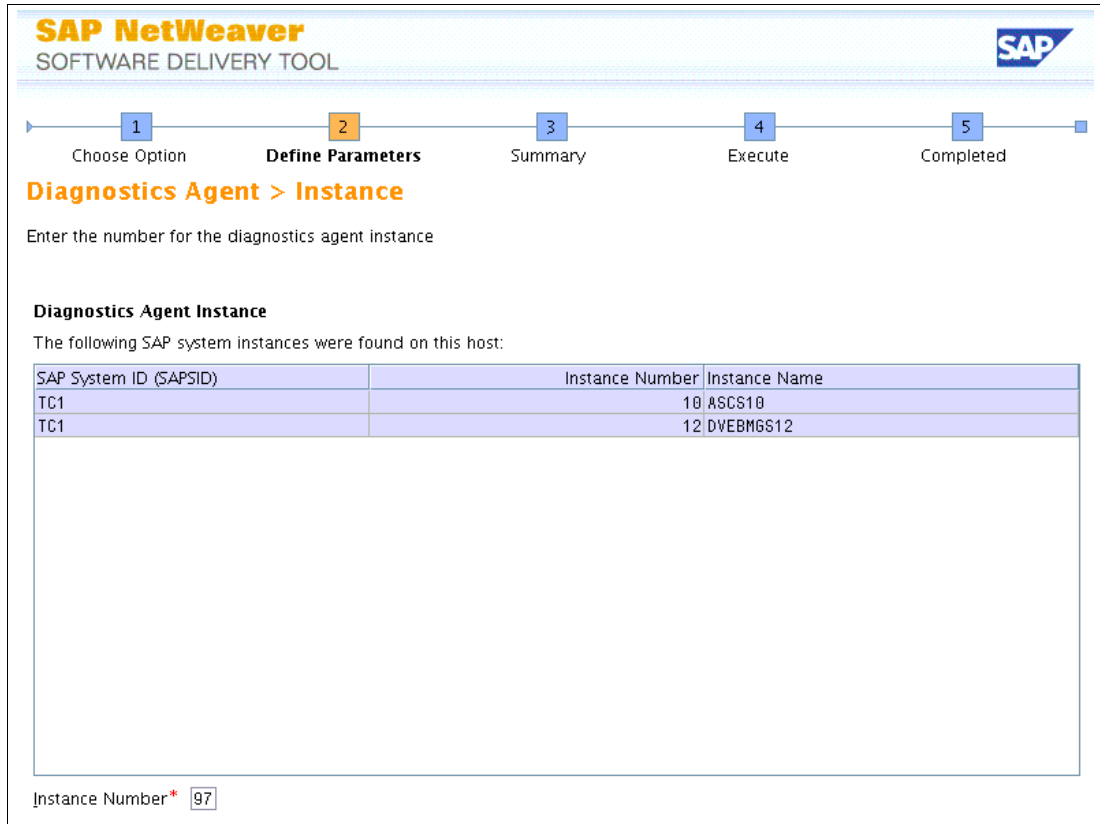 SAP NetWeaver
SOFTWARE DELIVERY TOOL
SAP
1 2 3 4 5
Choose Option Define Parameters Summary Execute Completed
Diagnostics Agent > Instance
Enter the number for the diagnostics agent instance
Diagnostics Agent Instance
The following SAP system instances were found on this host:
SAP System ID (SAPSID) Instance Number Instance Name
TC1 10 ASCS10
TC1 12 DVEBMGS12
Instance Number* 97